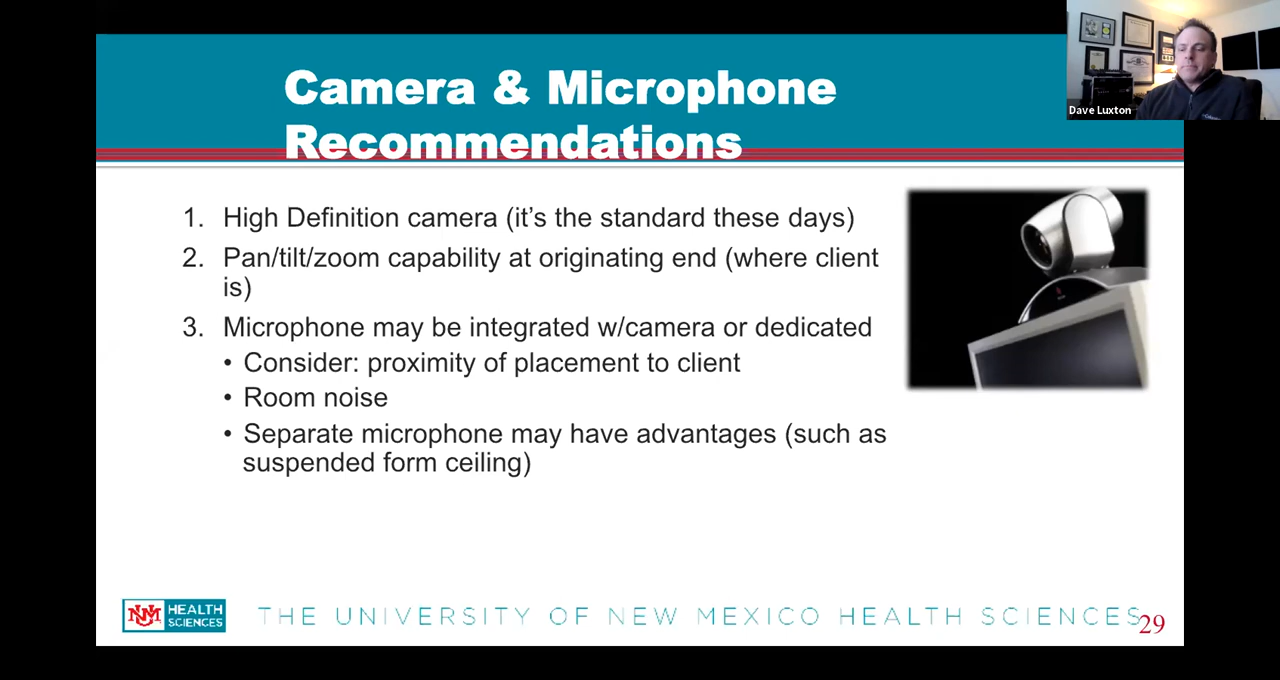 Camera & Microphone
Recommendations
Dave Luxton
1. High Definition camera (it's the standard these days)
2. Pan/tilt/zoom capability at originating end (where client
is)
3. Microphone may be integrated w/camera or dedicated
• Consider: proximity of placement to client
• Room noise
• Separate microphone may have advantages (such as
suspended form ceiling)
UNM HEALTH
SCIENCES
THE UNIVERSITY OF NEW MEXICO HEALTH SCIENCES
29